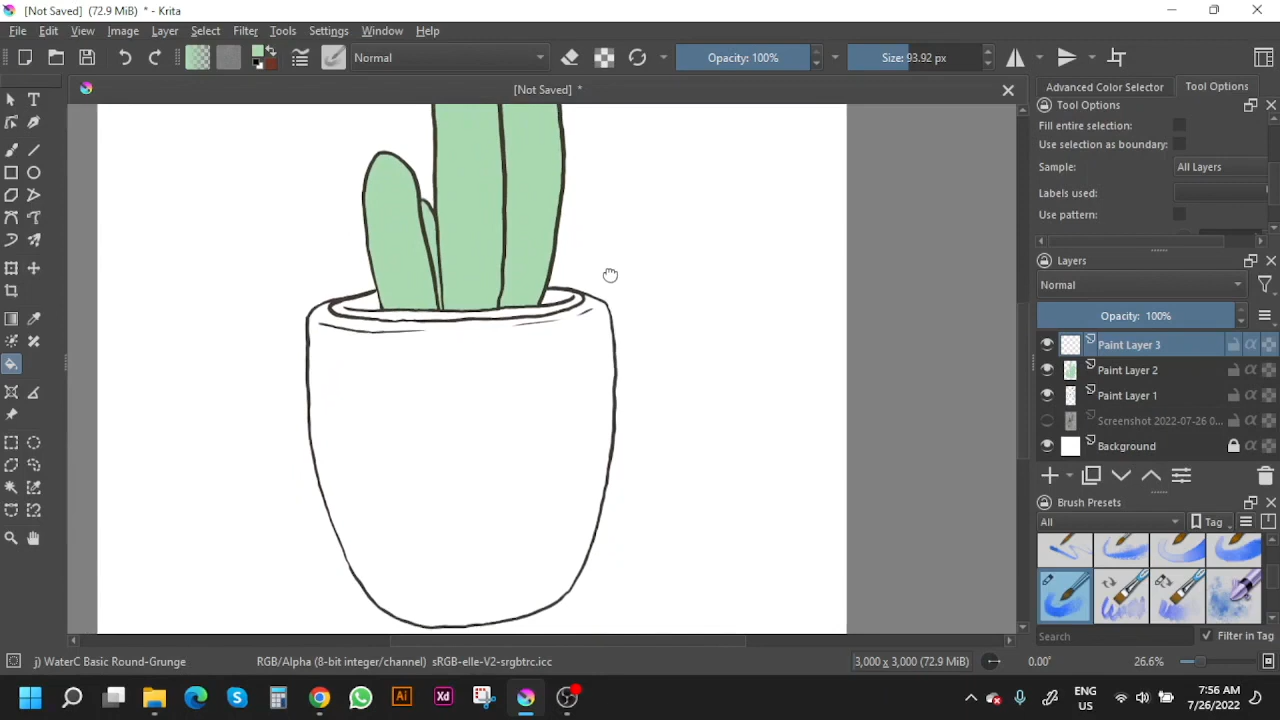 [Not Saved] (72.9 MiB) * - Krita
File Edit View Image Layer Select Filter Tools Settings Window Help
Normal
Opacity: 100%
Size: 93.92 px
[Not Saved] *
Advanced Color Selector
Tool Options
Tool Options
Fill entire selection:
Use selection as boundary:
Sample:
All Layers
Labels used:
Use pattern:
Layers
Normal
Opacity: 100%
Paint Layer 3
Paint Layer 2
Paint Layer 1
Screenshot 2022-07-26 0...
Background
Brush Presets
All
Tag
Search
Filter in Tag
j) WaterC Basic Round-Grunge
RGB/Alpha (8-bit integer/channel) sRGB-elle-V2-srgbtrc.icc
3,000 x 3,000 (72.9 MiB)
0.00°
26.6%
Ai
Xd
ENG
US
7:56 AM
7/26/2022